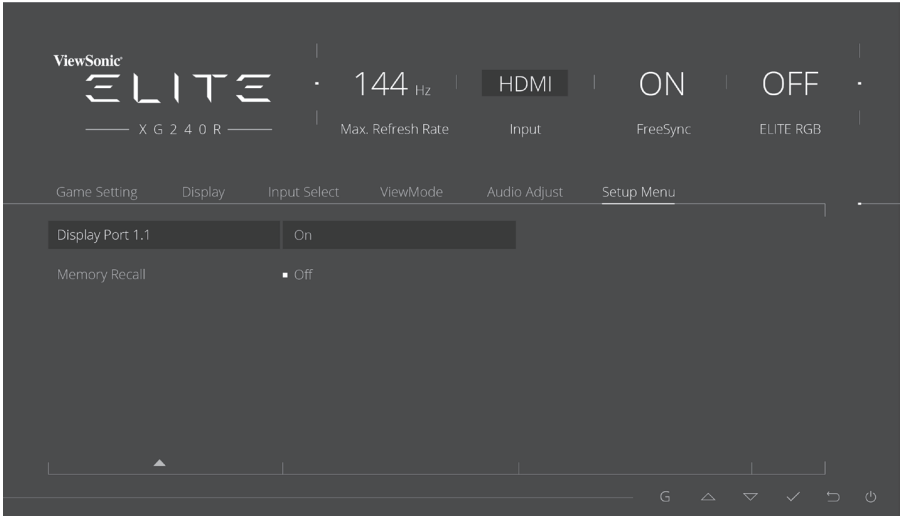 ViewSonic®
ELITE
XG240R
144 Hz
Max. Refresh Rate
HDMI
Input
ON
FreeSync
OFF
ELITE RGB
Game Setting Display Input Select ViewMode Audio Adjust Setup Menu
Display Port 1.1 On
Memory Recall Off
G